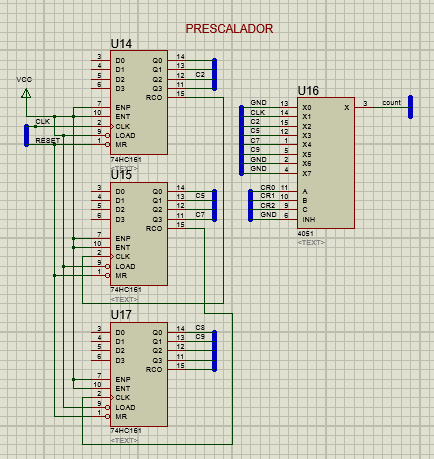 PRESCALADOR
VCC
CLK
RESET
U14
3 D0 Q0 14
4 D1 Q1 13
5 D2 Q2 12 C2
6 D3 Q3 11
RCO 15
7 ENP
10 ENT
2 CLK
9 LOAD
1 MR
74HC161
<TEXT>
U15
3 D0 Q0 14
4 D1 Q1 13 C5
5 D2 Q2 12
6 D3 Q3 11 C7
RCO 15
7 ENP
10 ENT
2 CLK
9 LOAD
1 MR
74HC161
<TEXT>
U17
3 D0 Q0 14 C8
4 D1 Q1 13 C9
5 D2 Q2 12
6 D3 Q3 11
RCO 15
7 ENP
10 ENT
2 CLK
9 LOAD
1 MR
74HC161
<TEXT>
U16
GND 13 X0 X 3 count
CLK 14 X1
C2 15 X2
C5 12 X3
C7 1 X4
C9 5 X5
GND 2 X6
GND 4 X7
CR0 11 A
CR1 10 B
CR2 9 C
GND 6 INH
4051
<TEXT>